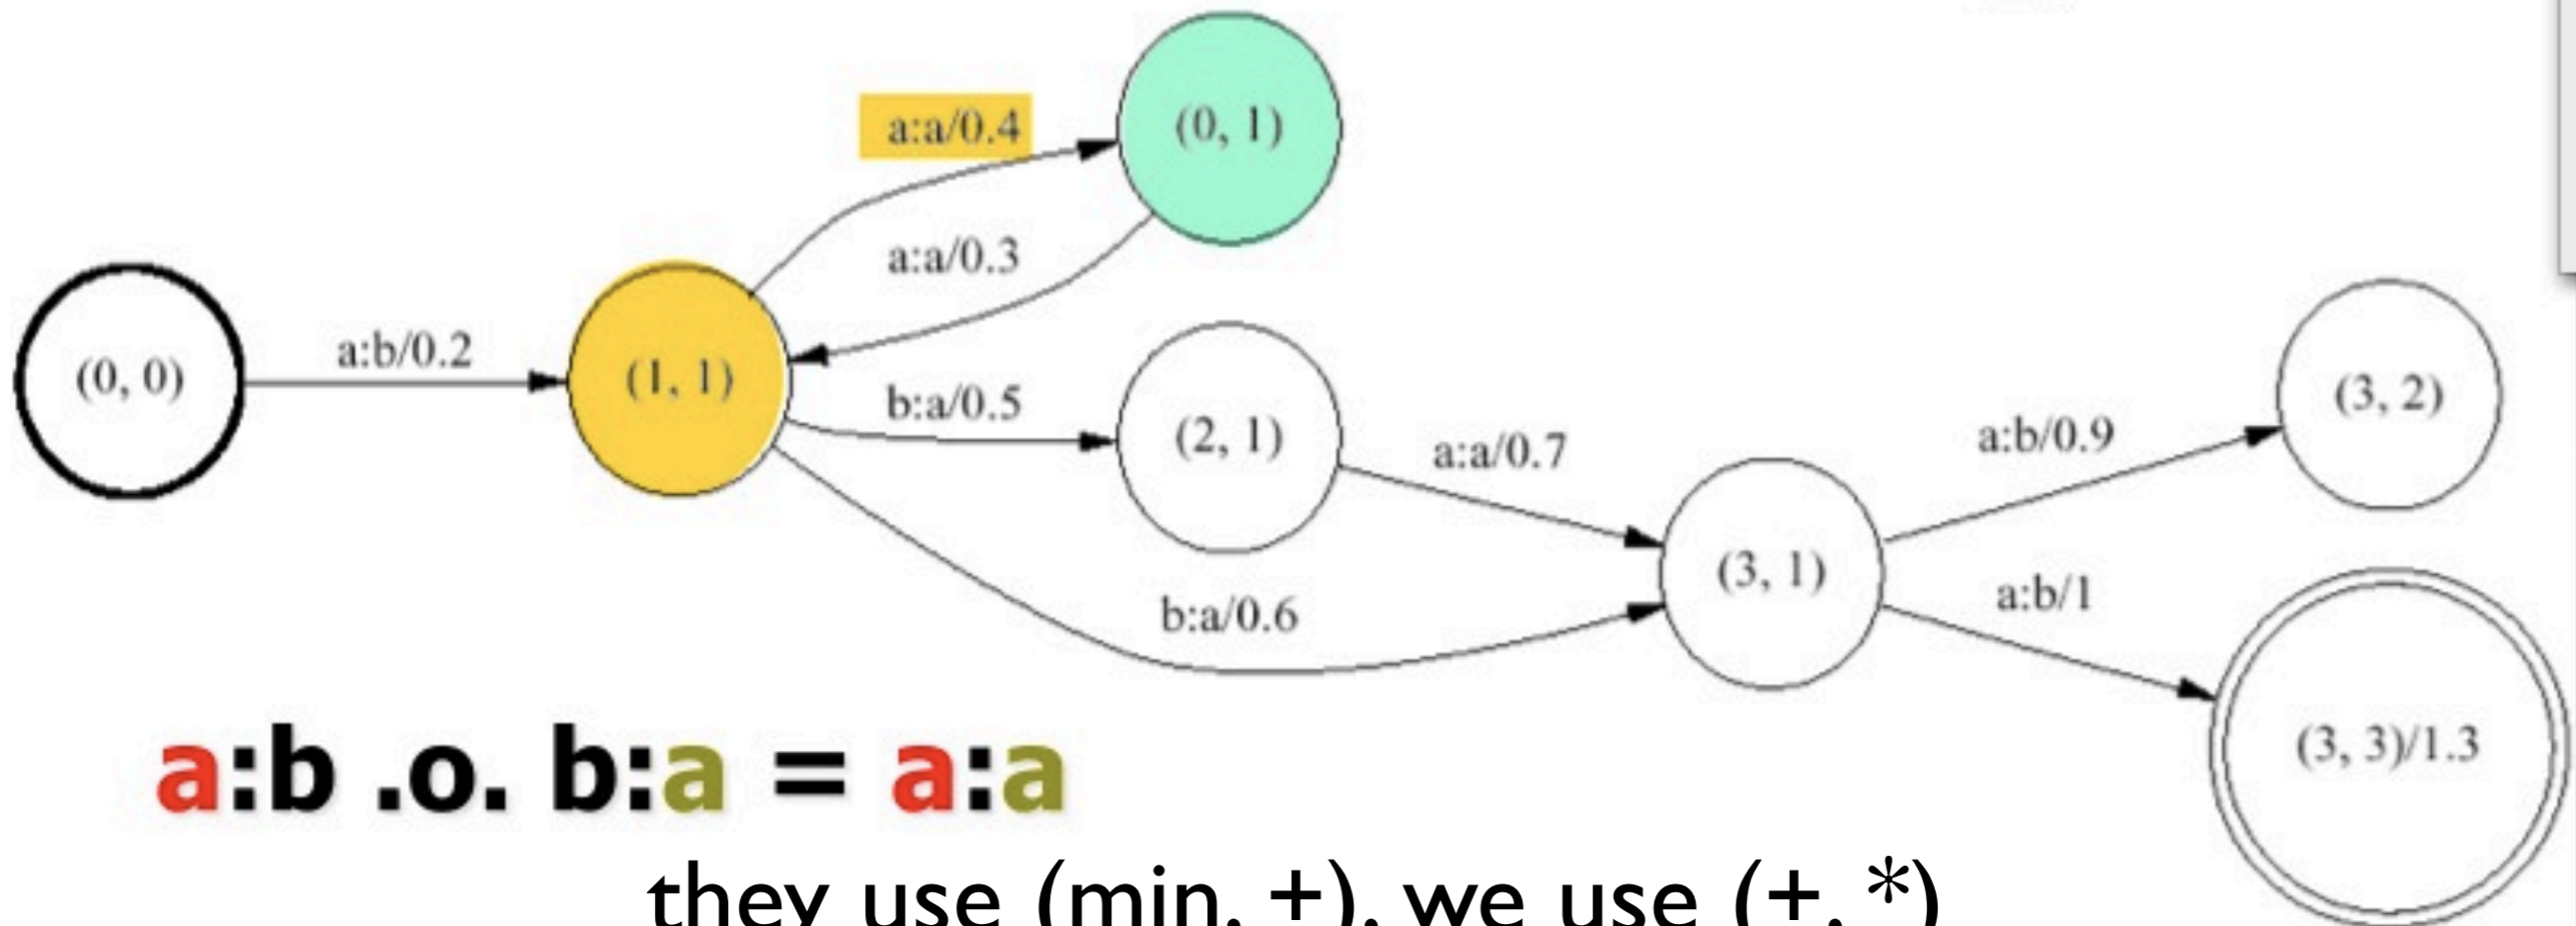 a:a/0.4
(0, 1)
a:a/0.3
(0, 0)
a:b/0.2
(1, 1)
b:a/0.5
(2, 1)
a:a/0.7
b:a/0.6
(3, 1)
a:b/0.9
(3, 2)
a:b/1
(3, 3)/1.3
a:b .o. b:a = a:a
they use (min, +), we use (+, *)